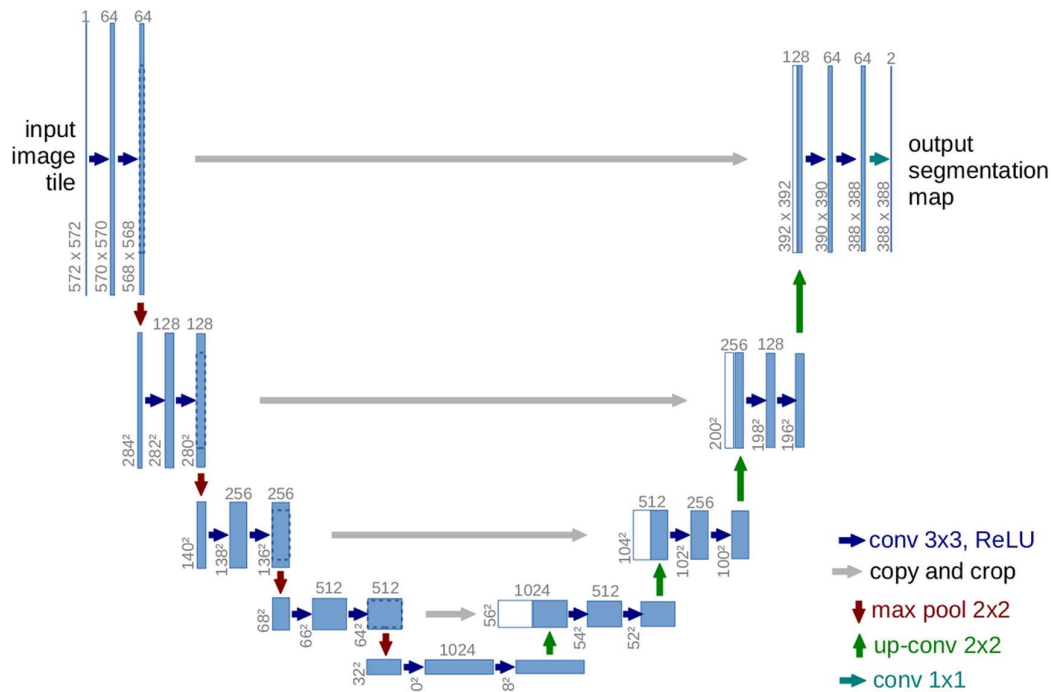 1 64 64
input
image
tile
572 x 572
570 x 570
568 x 568
128 64 64 2
output
segmentation
map
392 x 392
390 x 390
388 x 388
388 x 388
128 128
284²
282²
280²
256 128
200²
198²
196²
256 256
140²
138²
136²
512 256
104²
102²
100²
512 512
68²
66²
64²
1024 512
56²
54²
52²
1024
32²
0²
8²
conv 3x3, ReLU
copy and crop
max pool 2x2
up-conv 2x2
conv 1x1